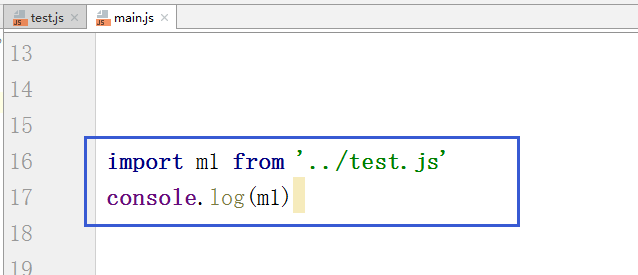 test.js
main.js
13
14
15
16 import m1 from '../test.js'
17 console.log(m1)
18
19